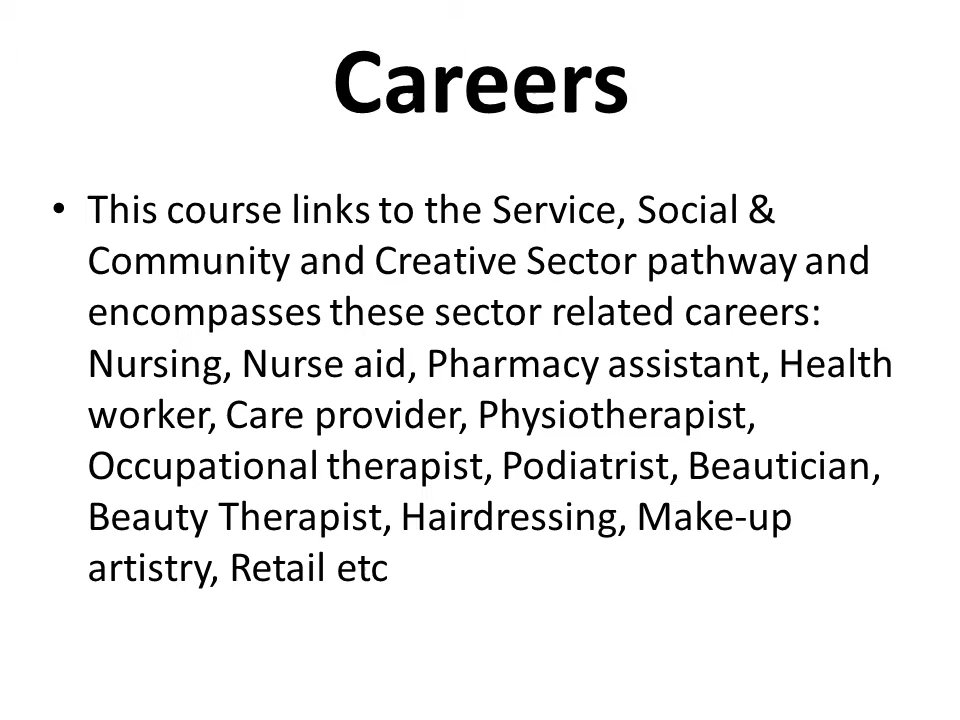 Careers
• This course links to the Service, Social &
Community and Creative Sector pathway and
encompasses these sector related careers:
Nursing, Nurse aid, Pharmacy assistant, Health
worker, Care provider, Physiotherapist,
Occupational therapist, Podiatrist, Beautician,
Beauty Therapist, Hairdressing, Make-up
artistry, Retail etc